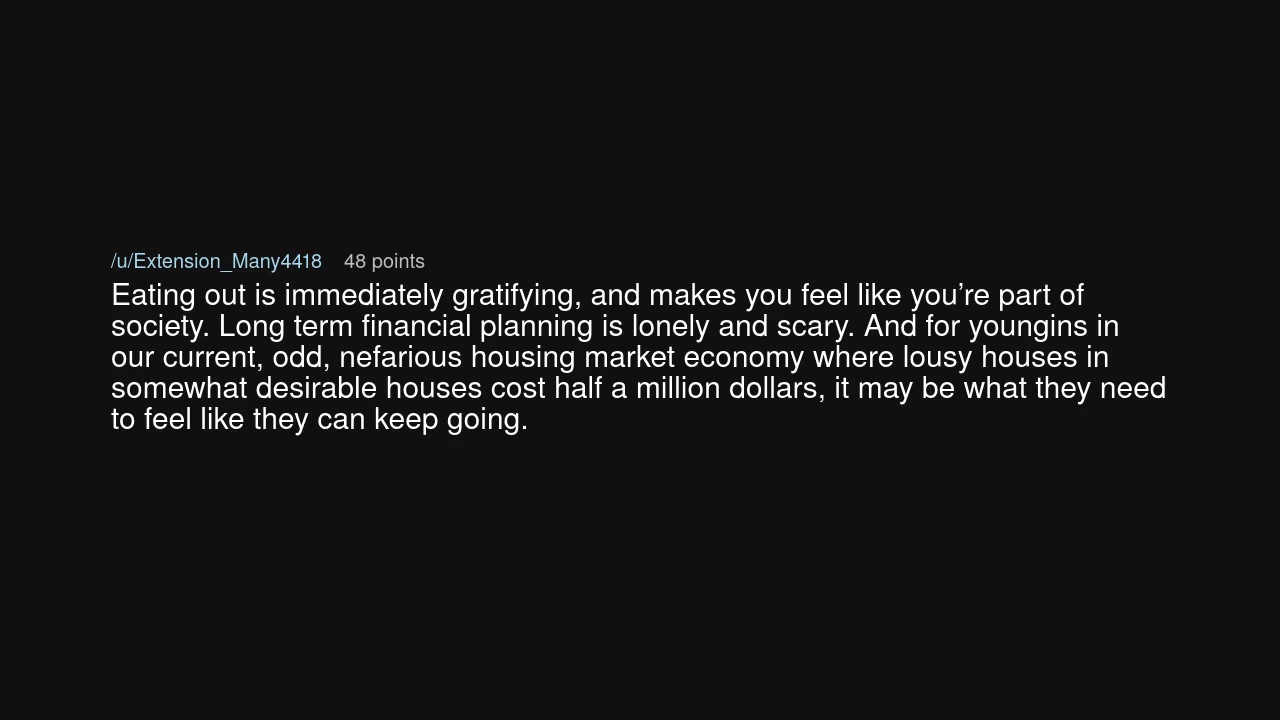 /u/Extension_Many4418 48 points
Eating out is immediately gratifying, and makes you feel like you’re part of
society. Long term financial planning is lonely and scary. And for youngins in
our current, odd, nefarious housing market economy where lousy houses in
somewhat desirable houses cost half a million dollars, it may be what they need
to feel like they can keep going.